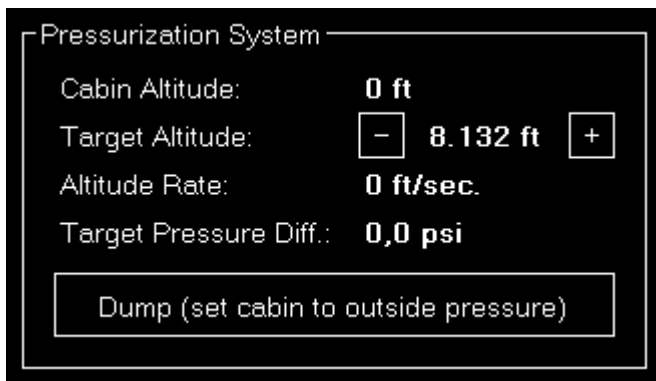 Pressurization System
Cabin Altitude: 0 ft
Target Altitude: - 8.132 ft +
Altitude Rate: 0 ft/sec.
Target Pressure Diff.: 0,0 psi
Dump (set cabin to outside pressure)